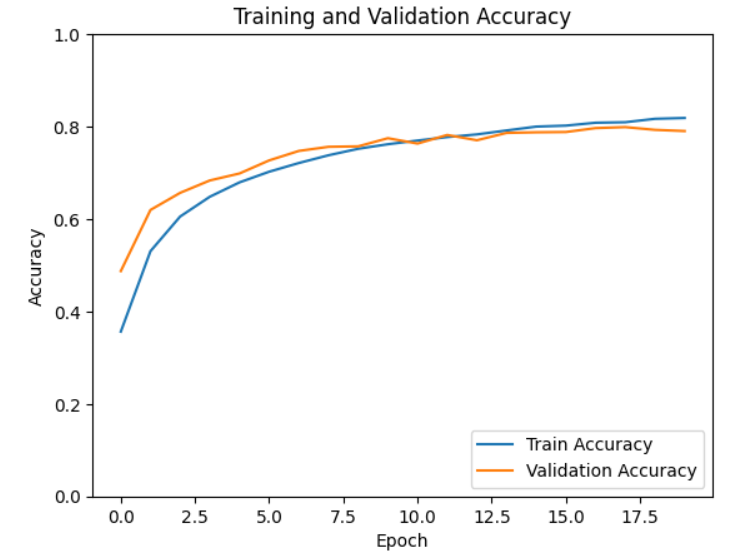 Training and Validation Accuracy
1.0
0.8
0.6
0.4
0.2
0.0
Accuracy
Train Accuracy
Validation Accuracy
0.0 2.5 5.0 7.5 10.0 12.5 15.0 17.5
Epoch